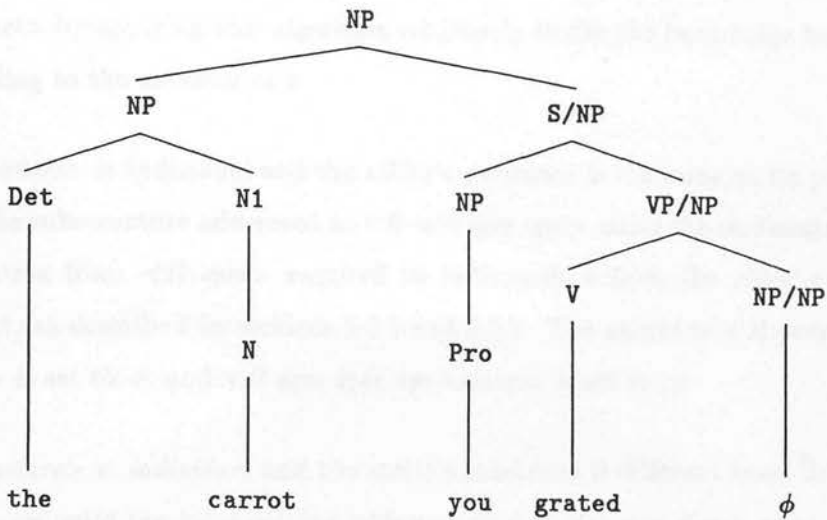 NP
NP S/NP
Det N1 NP VP/NP
V NP/NP
N Pro
the carrot you grated ϕ